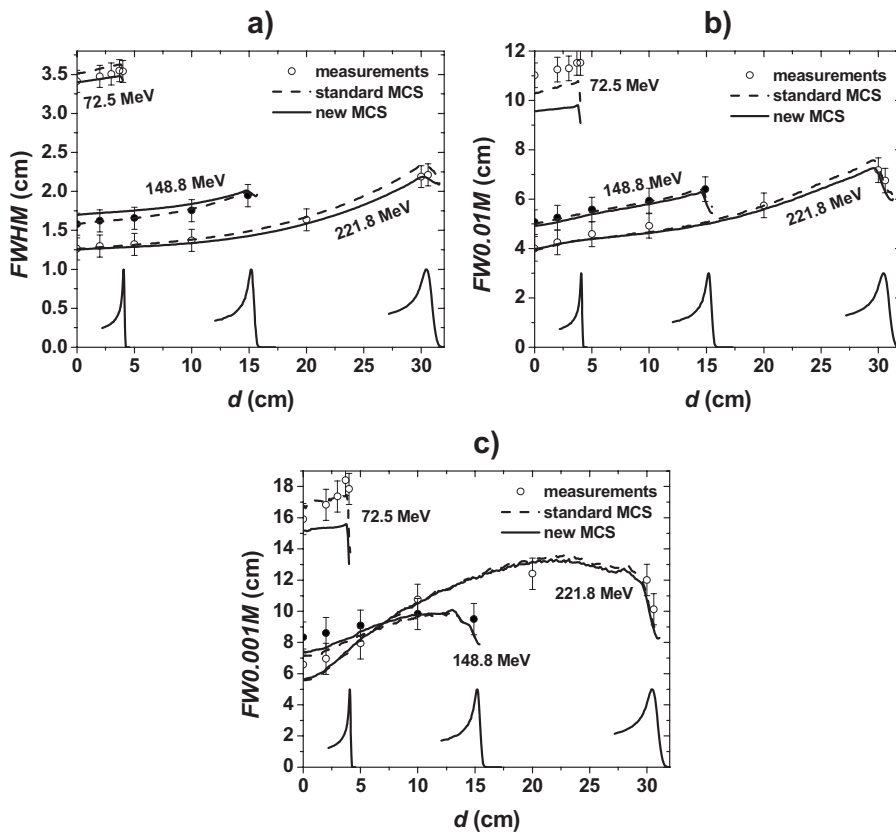 a)
FWHM (cm)
3.5
3.0
2.5
2.0
1.5
1.0
0.5
0.0
measurements
standard MCS
new MCS
72.5 MeV
148.8 MeV
221.8 MeV
0 5 10 15 20 25 30
d (cm)
b)
FW0.01M (cm)
12
10
8
6
4
2
0
measurements
standard MCS
new MCS
72.5 MeV
148.8 MeV
221.8 MeV
0 5 10 15 20 25 30
d (cm)
c)
FW0.001M (cm)
18
16
14
12
10
8
6
4
2
0
measurements
standard MCS
new MCS
72.5 MeV
221.8 MeV
148.8 MeV
0 5 10 15 20 25 30
d (cm)